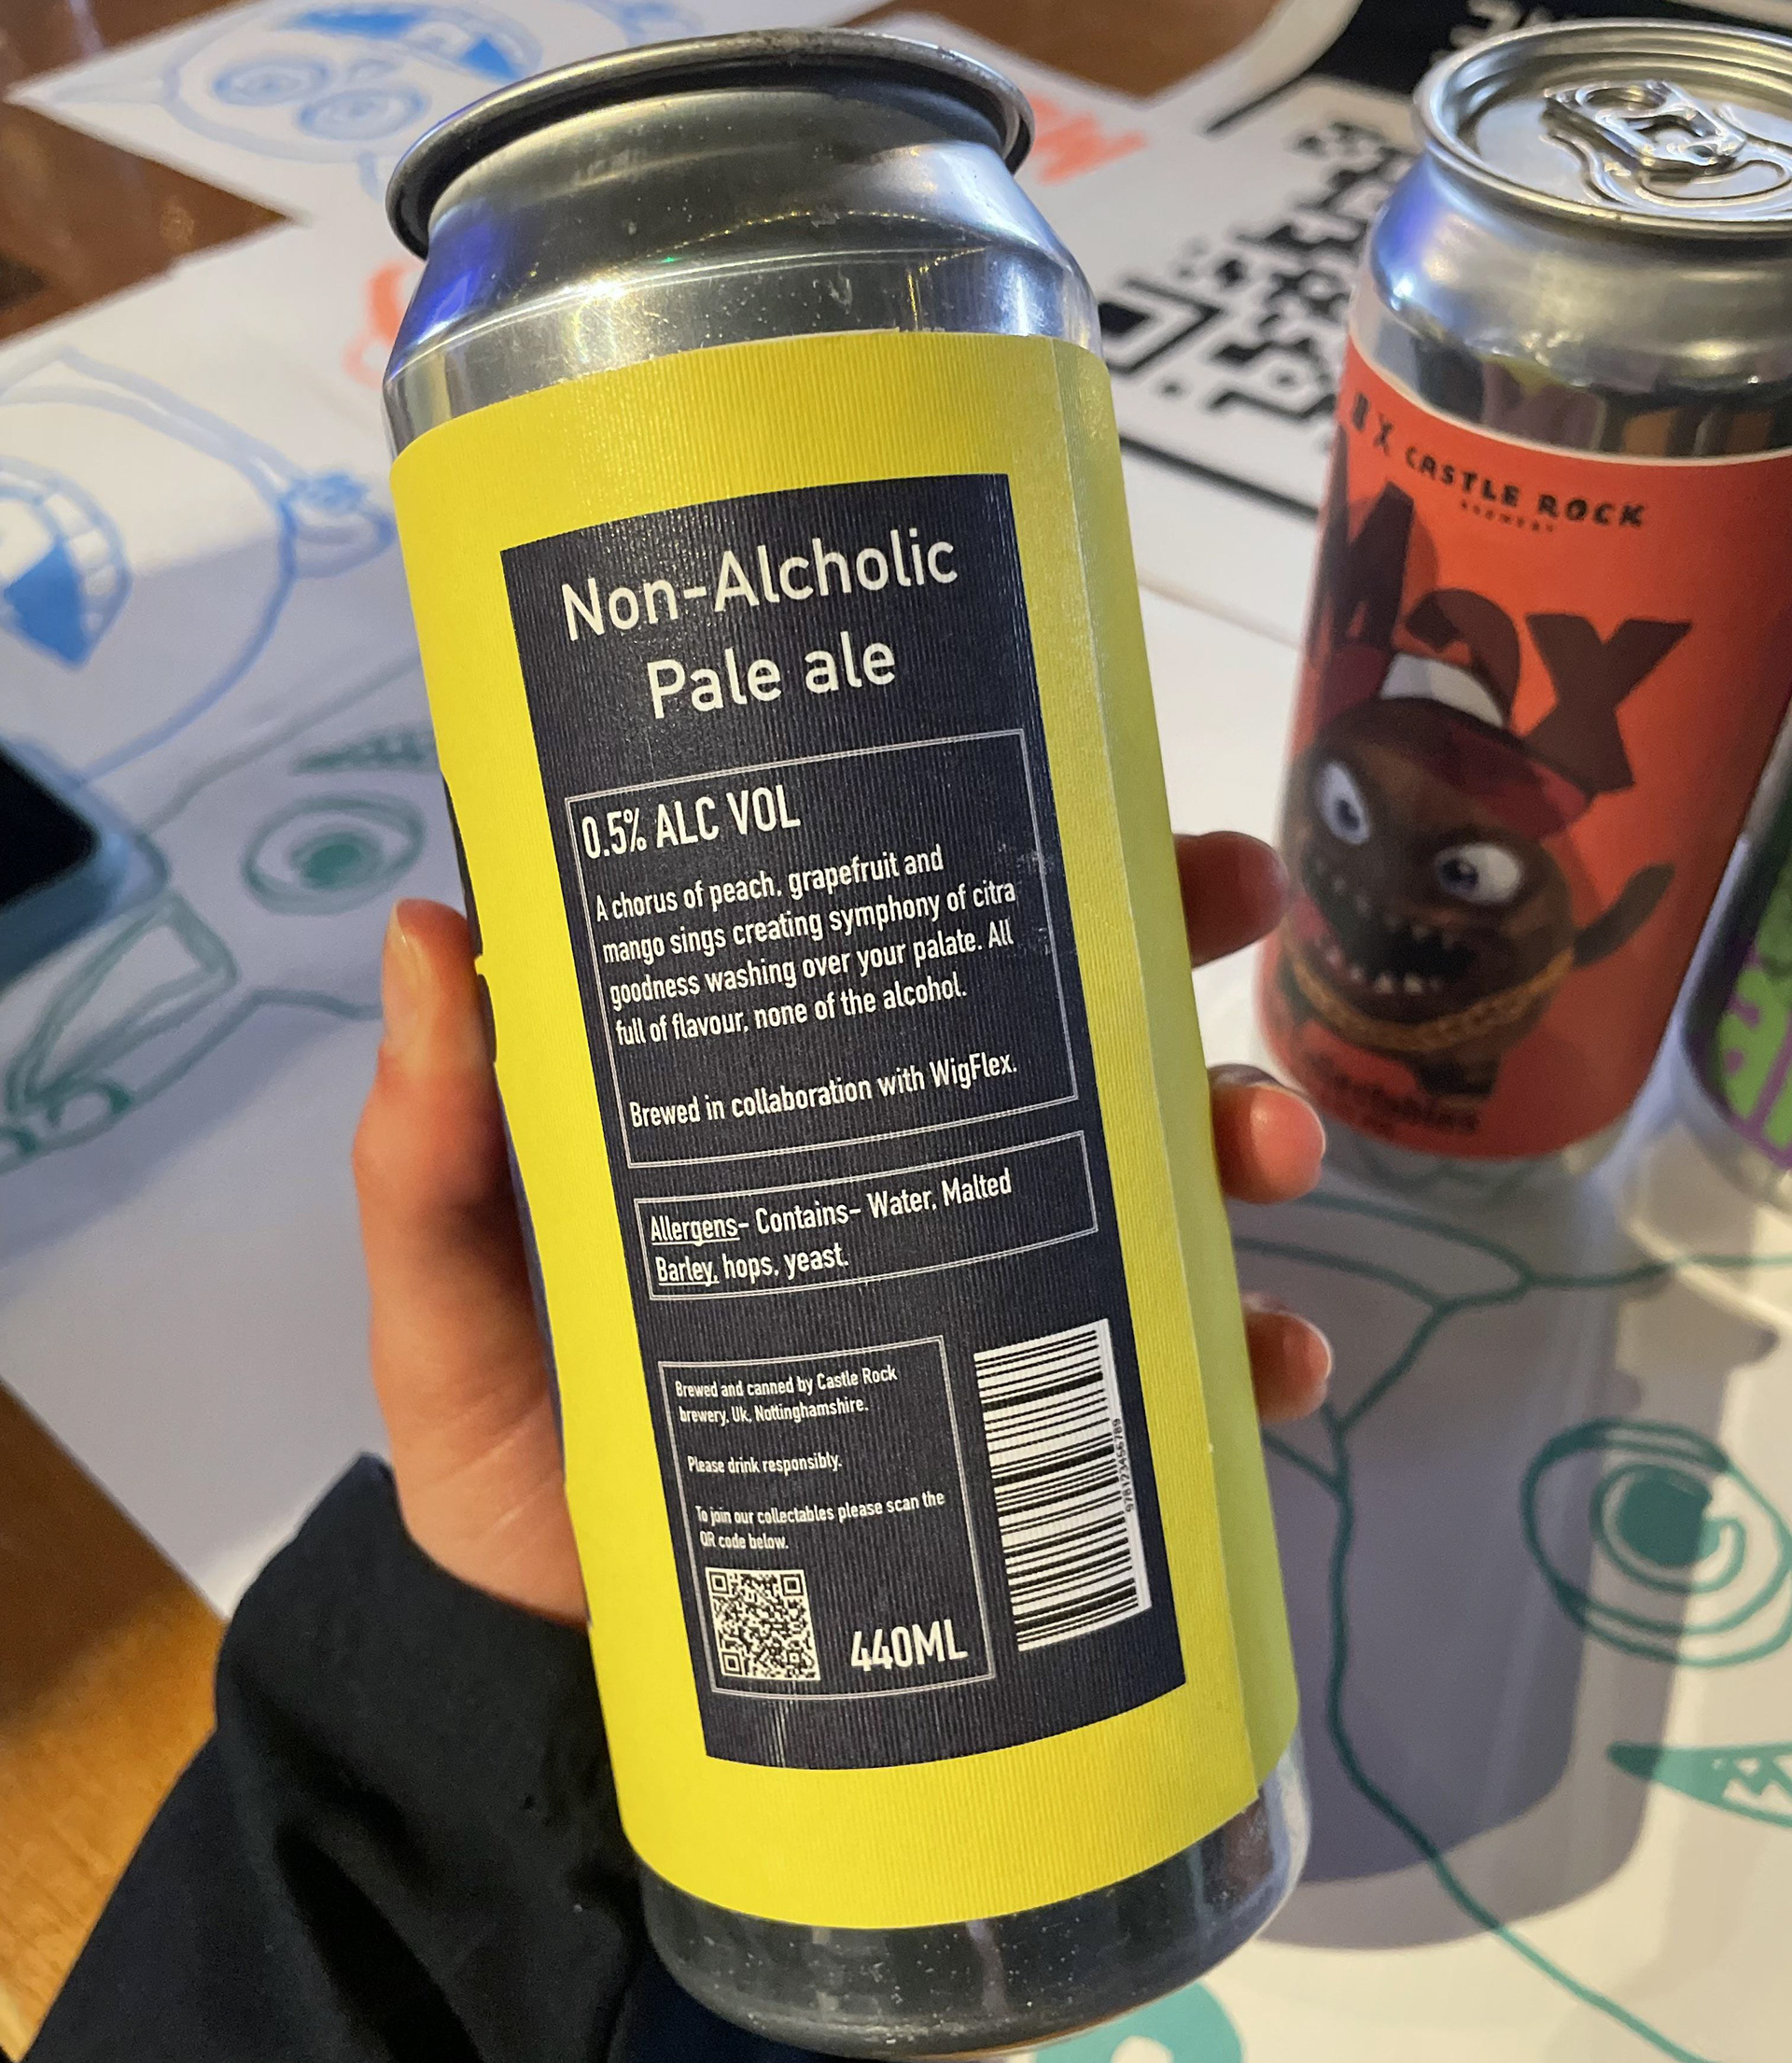 Non-Alcholic
Pale ale
0.5% ALC VOL
A chorus of peach, grapefruit and
mango sings creating symphony of citra
goodness washing over your palate. All
full of flavour, none of the alcohol.
Brewed in collaboration with WigFlex.
Allergens- Contains- Water, Malted
Barley, hops, yeast.
Brewed and canned by Castle Rock
brewery, Uk, Nottinghamshire.
Please drink responsibly.
To join our collectables please scan the
QR code below.
440ML
9781123456789
X CASTLE ROCK
BREWERY
Max